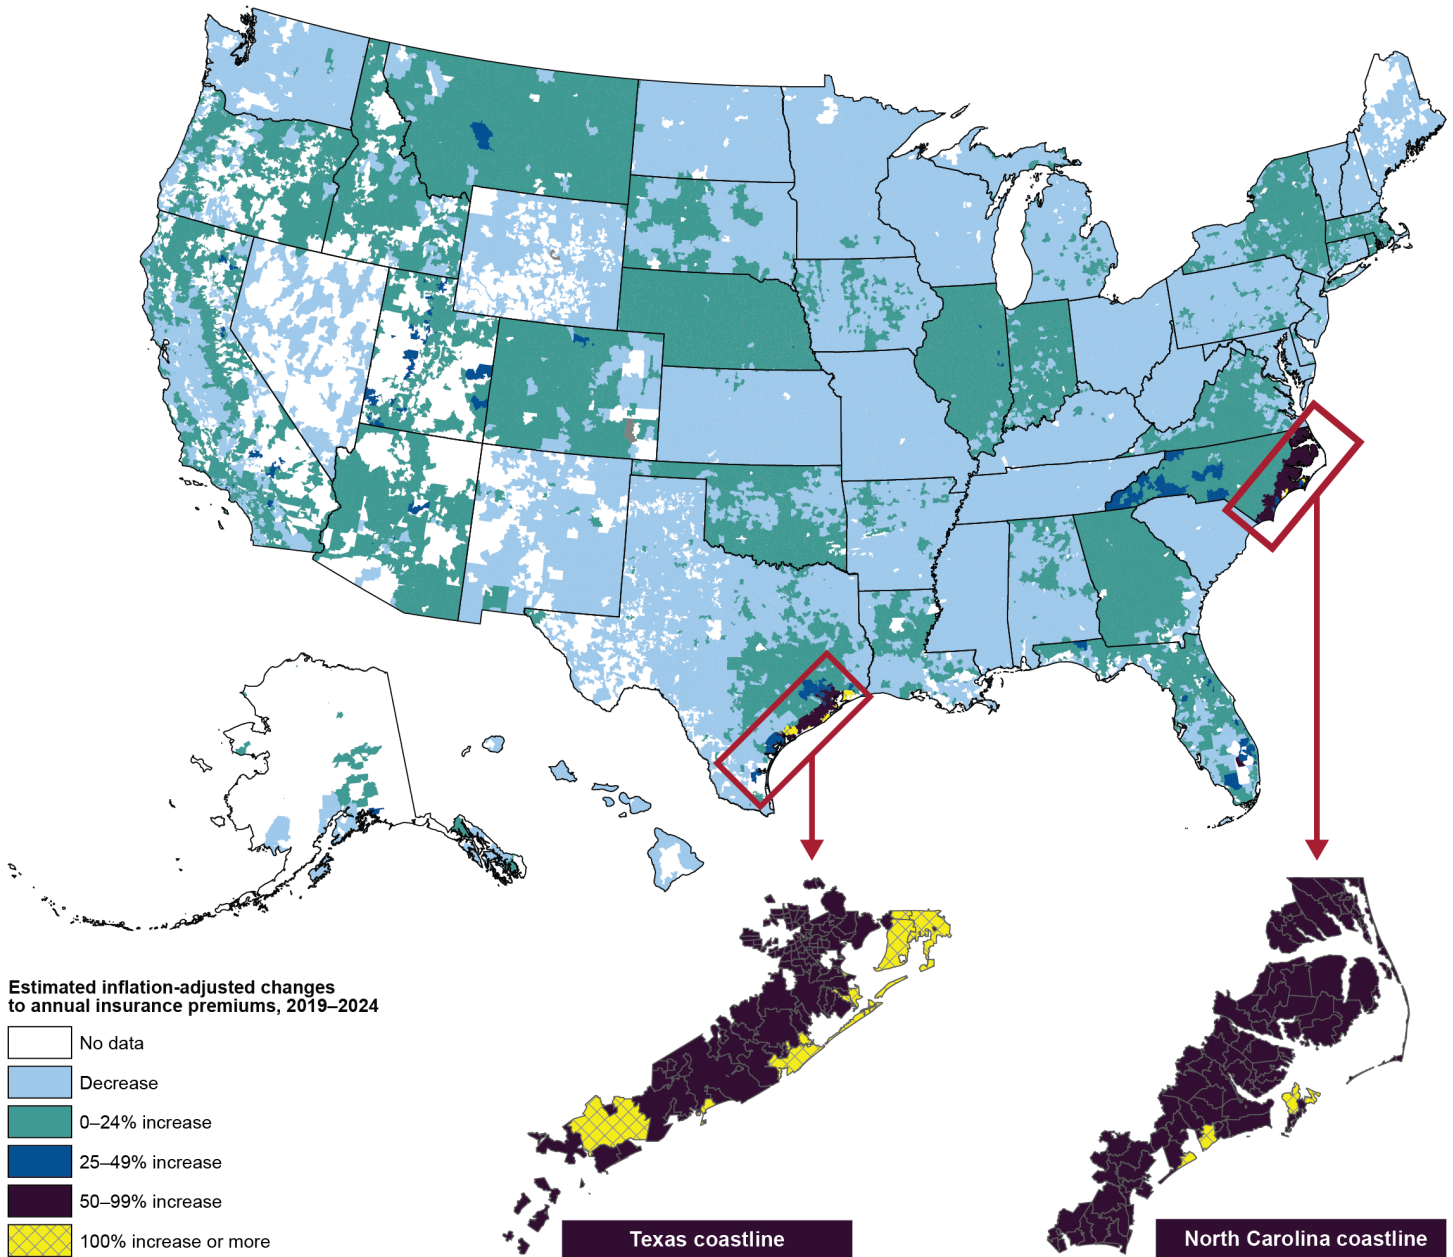 Estimated inflation-adjusted changes
to annual insurance premiums, 2019–2024
No data
Decrease
0–24% increase
25–49% increase
50–99% increase
100% increase or more
Texas coastline
North Carolina coastline